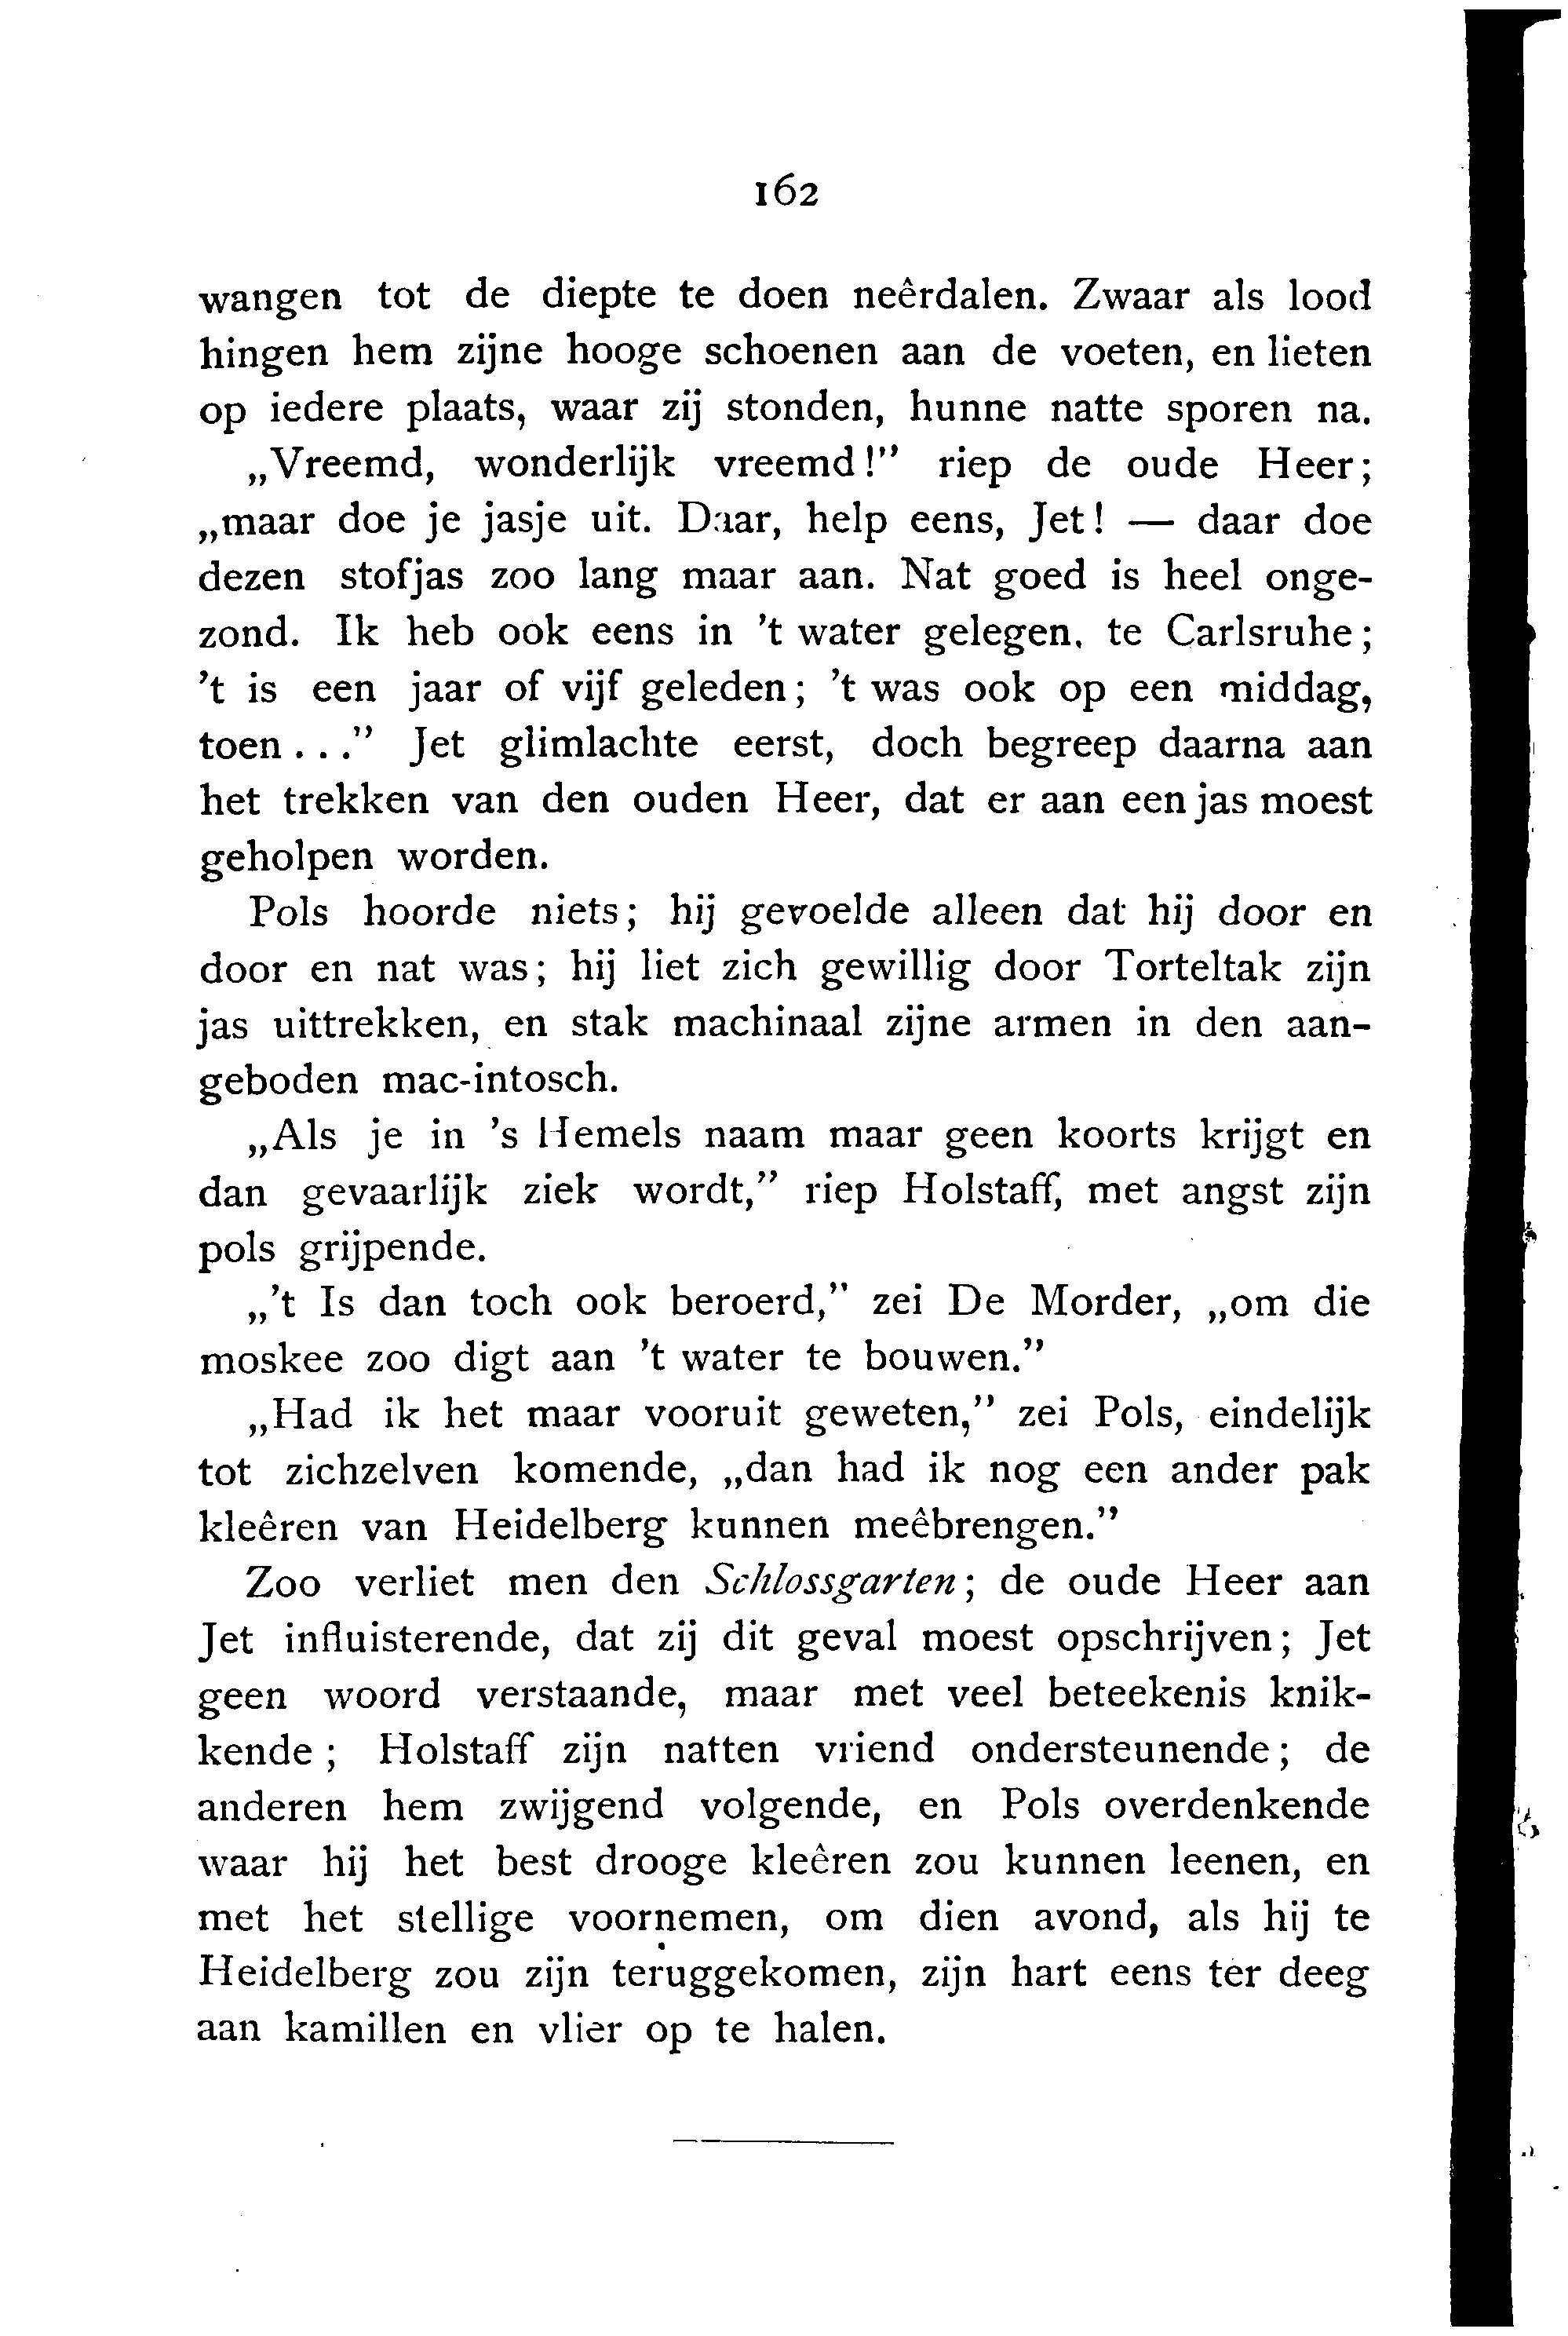 162
wangen tot de diepte te doen neêrdalen. Zwaar als lood
hingen hem zijne hooge schoenen aan de voeten, en lieten
op iedere plaats, waar zij stonden, hunne natte sporen na.
„Vreemd, wonderlijk vreemd!” riep de oude Heer;
„maar doe je jasje uit. Daar, help eens, Jet! — daar doe
dezen stofjas zoo lang maar aan. Nat goed is heel onge-
zond. Ik heb ook eens in 't water gelegen, te Carlsruhe;
't is een jaar of vijf geleden; 't was ook op een middag,
toen . . .” Jet glimlachte eerst, doch begreep daarna aan
het trekken van den ouden Heer, dat er aan een jas moest
geholpen worden.
Pols hoorde niets; hij gevoelde alleen dat hij door en
door en nat was; hij liet zich gewillig door Torteltak zijn
jas uittrekken, en stak machinaal zijne armen in den aan-
geboden mac-intosch.
„Als je in 's Hemels naam maar geen koorts krijgt en
dan gevaarlijk ziek wordt,” riep Holstaff, met angst zijn
pols grijpende.
„'t Is dan toch ook beroerd,” zei De Morder, „om die
moskee zoo digt aan 't water te bouwen.”
„Had ik het maar vooruit geweten,” zei Pols, eindelijk
tot zichzelven komende, „dan had ik nog een ander pak
kleêren van Heidelberg kunnen meêbrengen.”
Zoo verliet men den Schlossgarten; de oude Heer aan
Jet influisterende, dat zij dit geval moest opschrijven; Jet
geen woord verstaande, maar met veel beteekenis knik-
kende; Holstaff zijn natten vriend ondersteunende; de
anderen hem zwijgend volgende, en Pols overdenkende
waar hij het best drooge kleêren zou kunnen leenen, en
met het stellige voornemen, om dien avond, als hij te
Heidelberg zou zijn teruggekomen, zijn hart eens ter deeg
aan kamillen en vlier op te halen.